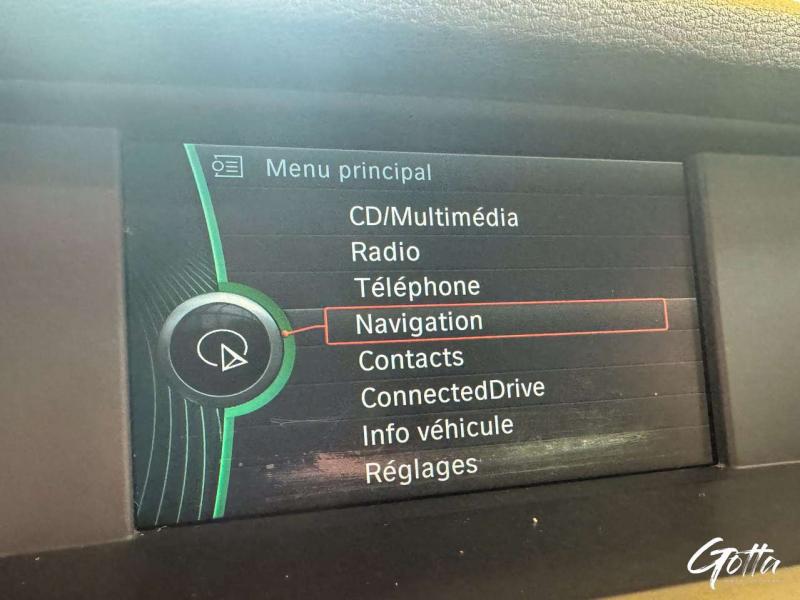 Menu principal
CD/Multimédia
Radio
Téléphone
Navigation
Contacts
ConnectedDrive
Info véhicule
Réglages
Gotta